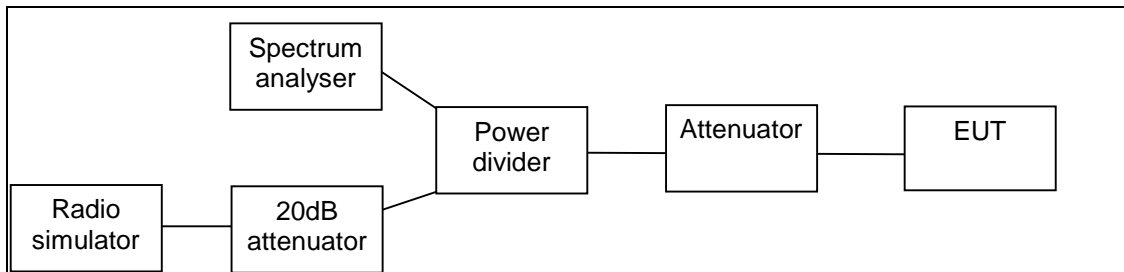 Spectrum
analyser
Power
divider
Attenuator
EUT
Radio
simulator
20dB
attenuator